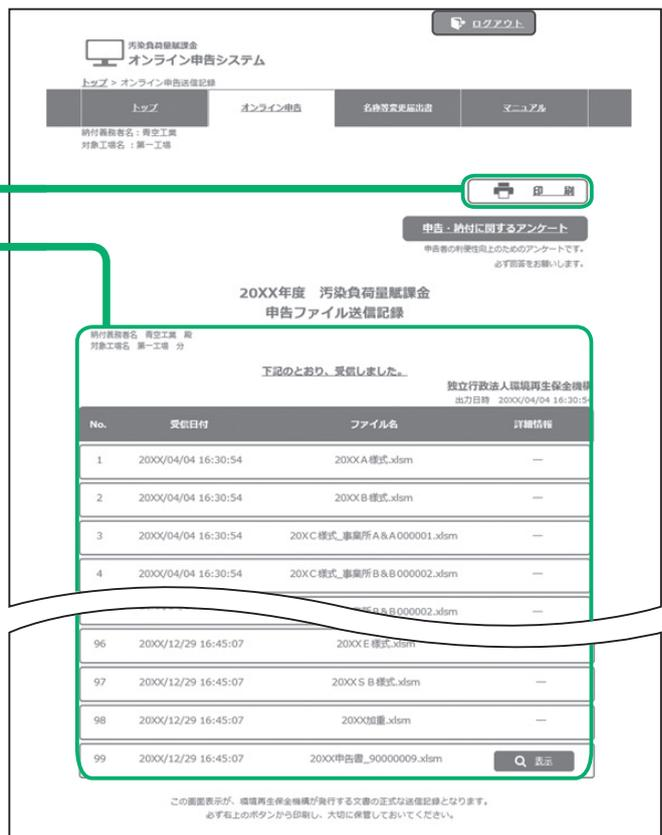 ログアウト
汚染負荷量賦課金
オンライン申告システム
トップ > オンライン申告送信記録
トップ オンライン申告 名称等変更届出書 マニュアル
納付義務者名：青空工業
対象工場名 ：第一工場
印 刷
申告・納付に関するアンケート
申告者の利便性向上のためのアンケートです。
必ず回答をお願いします。
20XX年度 汚染負荷量賦課金
申告ファイル送信記録
納付義務者名 青空工業 殿
対象工場名 第一工場 分
下記のとおり、受信しました。
独立行政法人環境再生保全機構
出力日時 20XX/04/04 16:30:54
No. 受信日付 ファイル名 詳細情報
1 20XX/04/04 16:30:54 20XXA様式.xlsm ―
2 20XX/04/04 16:30:54 20XXB様式.xlsm ―
3 20XX/04/04 16:30:54 20XC様式_事業所A&A000001.xlsm ―
4 20XX/04/04 16:30:54 20XC様式_事業所B&B000002.xlsm ―
事業所B&B000002.xlsm ―
96 20XX/12/29 16:45:07 20XXE様式.xlsm
97 20XX/12/29 16:45:07 20XXSB様式.xlsm ―
98 20XX/12/29 16:45:07 20XX加重.xlsm ―
99 20XX/12/29 16:45:07 20XX申告書_90000009.xlsm 表示
この画面表示が、環境再生保全機構が発行する文書の正式な送信記録となります。
必ず右上のボタンから印刷し、大切に保管しておいてください。